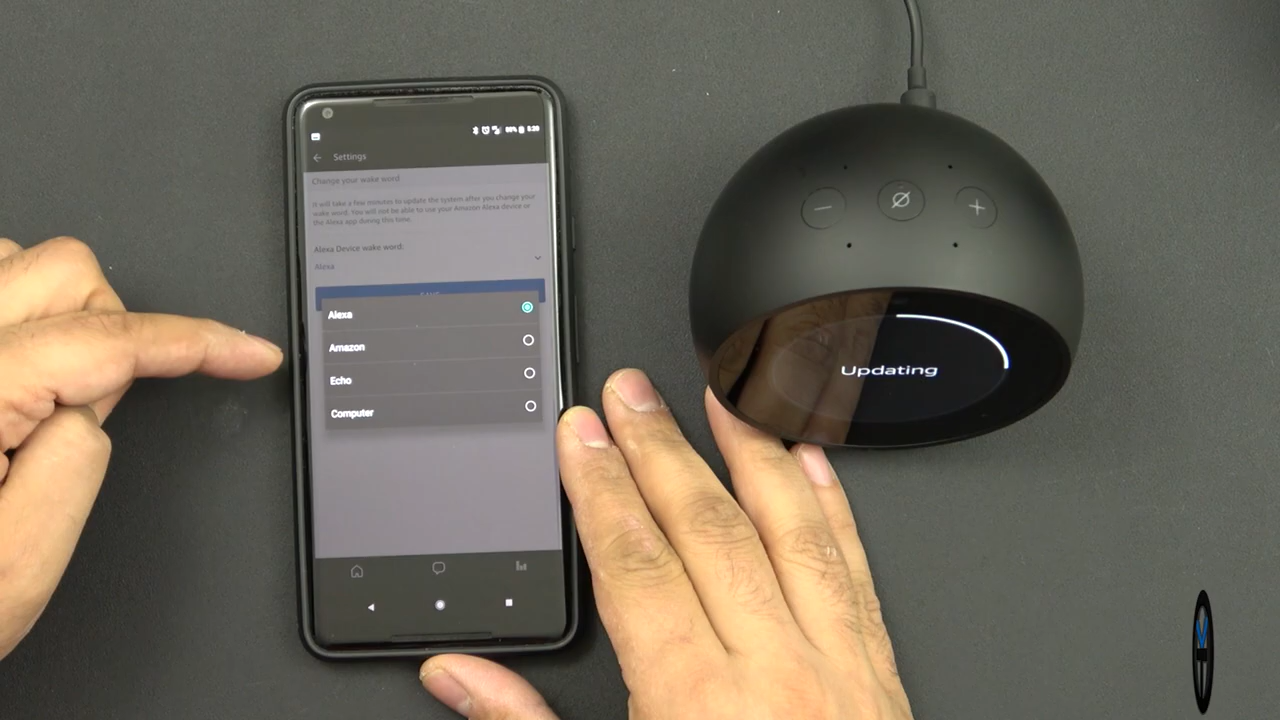 Settings
Change your wake word
It will take a few minutes to update the system after you change your
wake word. You will not be able to use your Amazon Alexa device or
the Alexa app during this time.
Alexa Device wake word:
Alexa
Alexa
Amazon
Echo
Computer
Updating